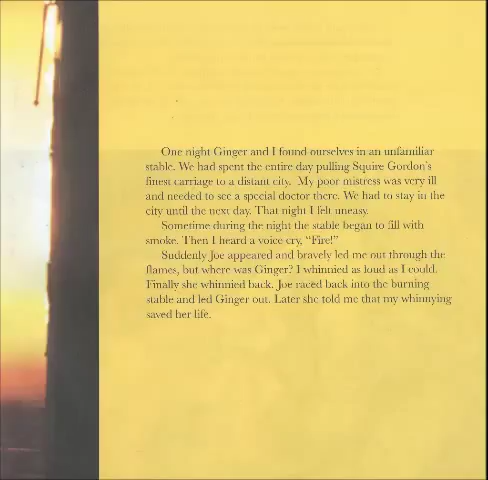 One night Ginger and I found ourselves in an unfamiliar
stable. We had spent the entire day pulling Squire Gordon's
finest carriage to a distant city.  My poor mistress was very ill
and needed to see a special doctor there. We had to stay in the
city until the next day. That night I felt uneasy.
Sometime during the night the stable began to fill with
smoke. Then I heard a voice cry, “Fire!”
Suddenly Joe appeared and bravely led me out through the
flames, but where was Ginger? I whinnied as loud as I could.
Finally she whinnied back. Joe raced back into the burning
stable and led Ginger out. Later she told me that my whinnying
saved her life.